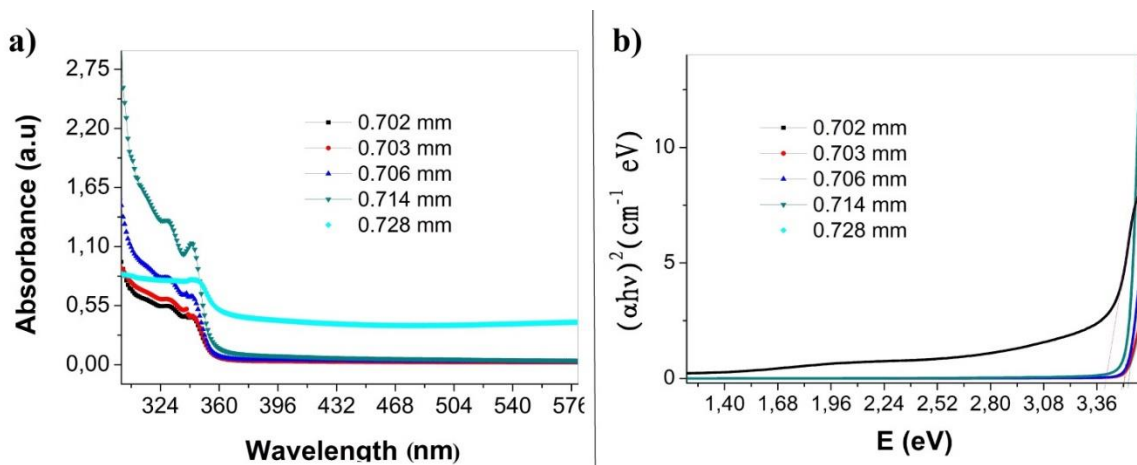 a)
Absorbance (a.u)
2,75
2,20
1,65
1,10
0,55
0,00
0.702 mm
0.703 mm
0.706 mm
0.714 mm
0.728 mm
324 360 396 432 468 504 540 576
Wavelength (nm)
b)
(αhν)²(cm⁻¹ eV)
10
5
0
0.702 mm
0.703 mm
0.706 mm
0.714 mm
0.728 mm
1,40 1,68 1,96 2,24 2,52 2,80 3,08 3,36
E (eV)